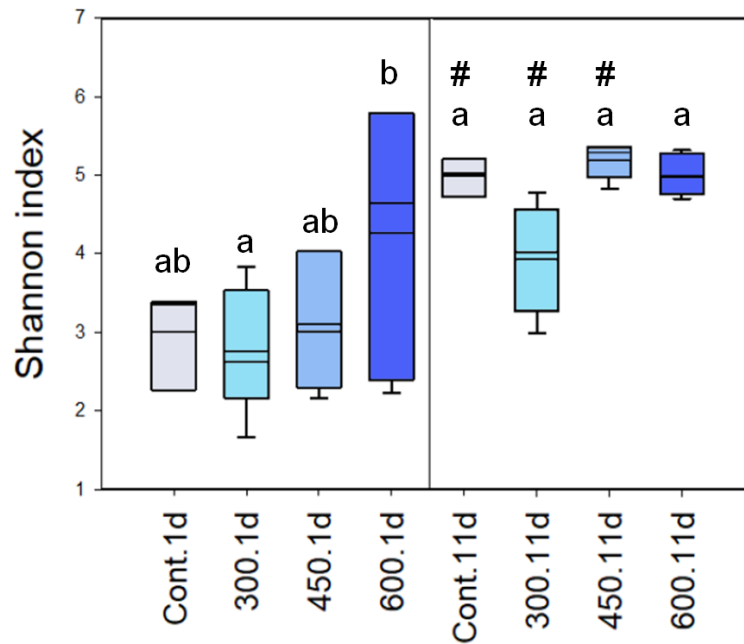 Shannon index
7
6
5
4
3
2
1
ab
a
ab
b
# # #
a a a a
Cont.1d
300.1d
450.1d
600.1d
Cont.11d
300.11d
450.11d
600.11d